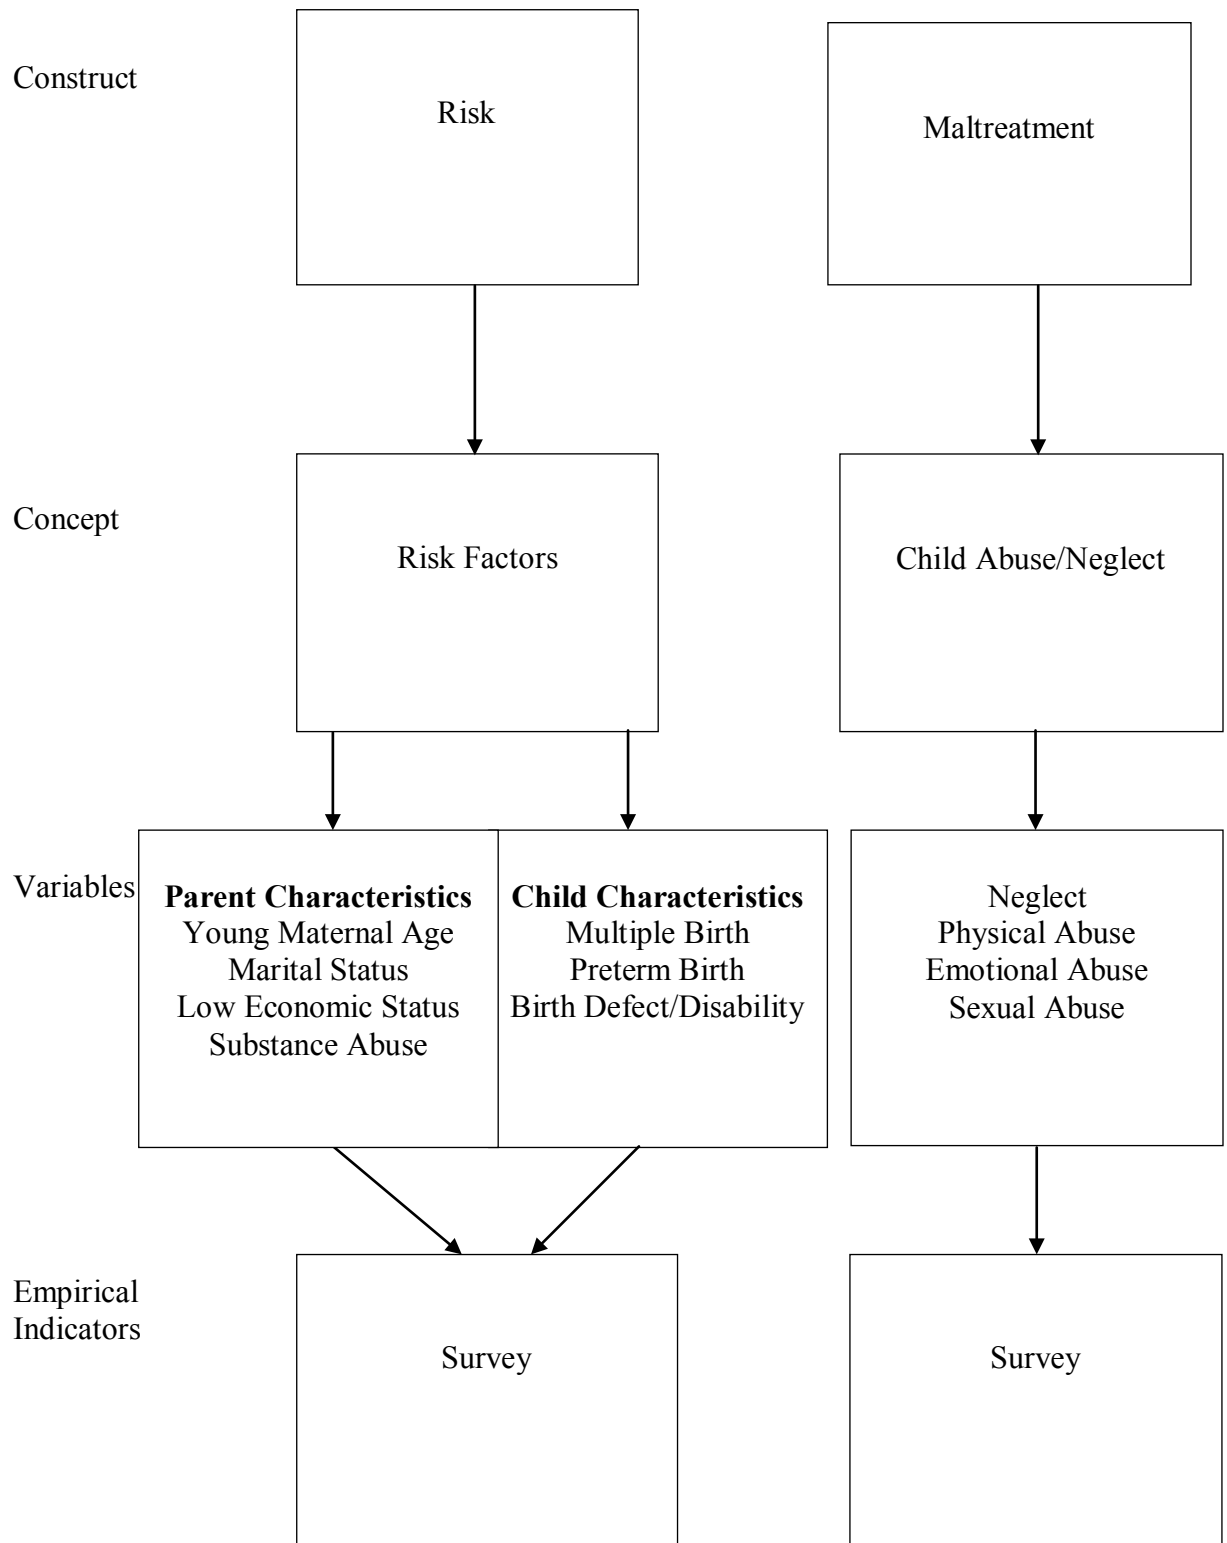 Construct
Risk
Maltreatment
Concept
Risk Factors
Child Abuse/Neglect
Variables
Parent Characteristics
Young Maternal Age
Marital Status
Low Economic Status
Substance Abuse
Child Characteristics
Multiple Birth
Preterm Birth
Birth Defect/Disability
Neglect
Physical Abuse
Emotional Abuse
Sexual Abuse
Empirical
Indicators
Survey
Survey